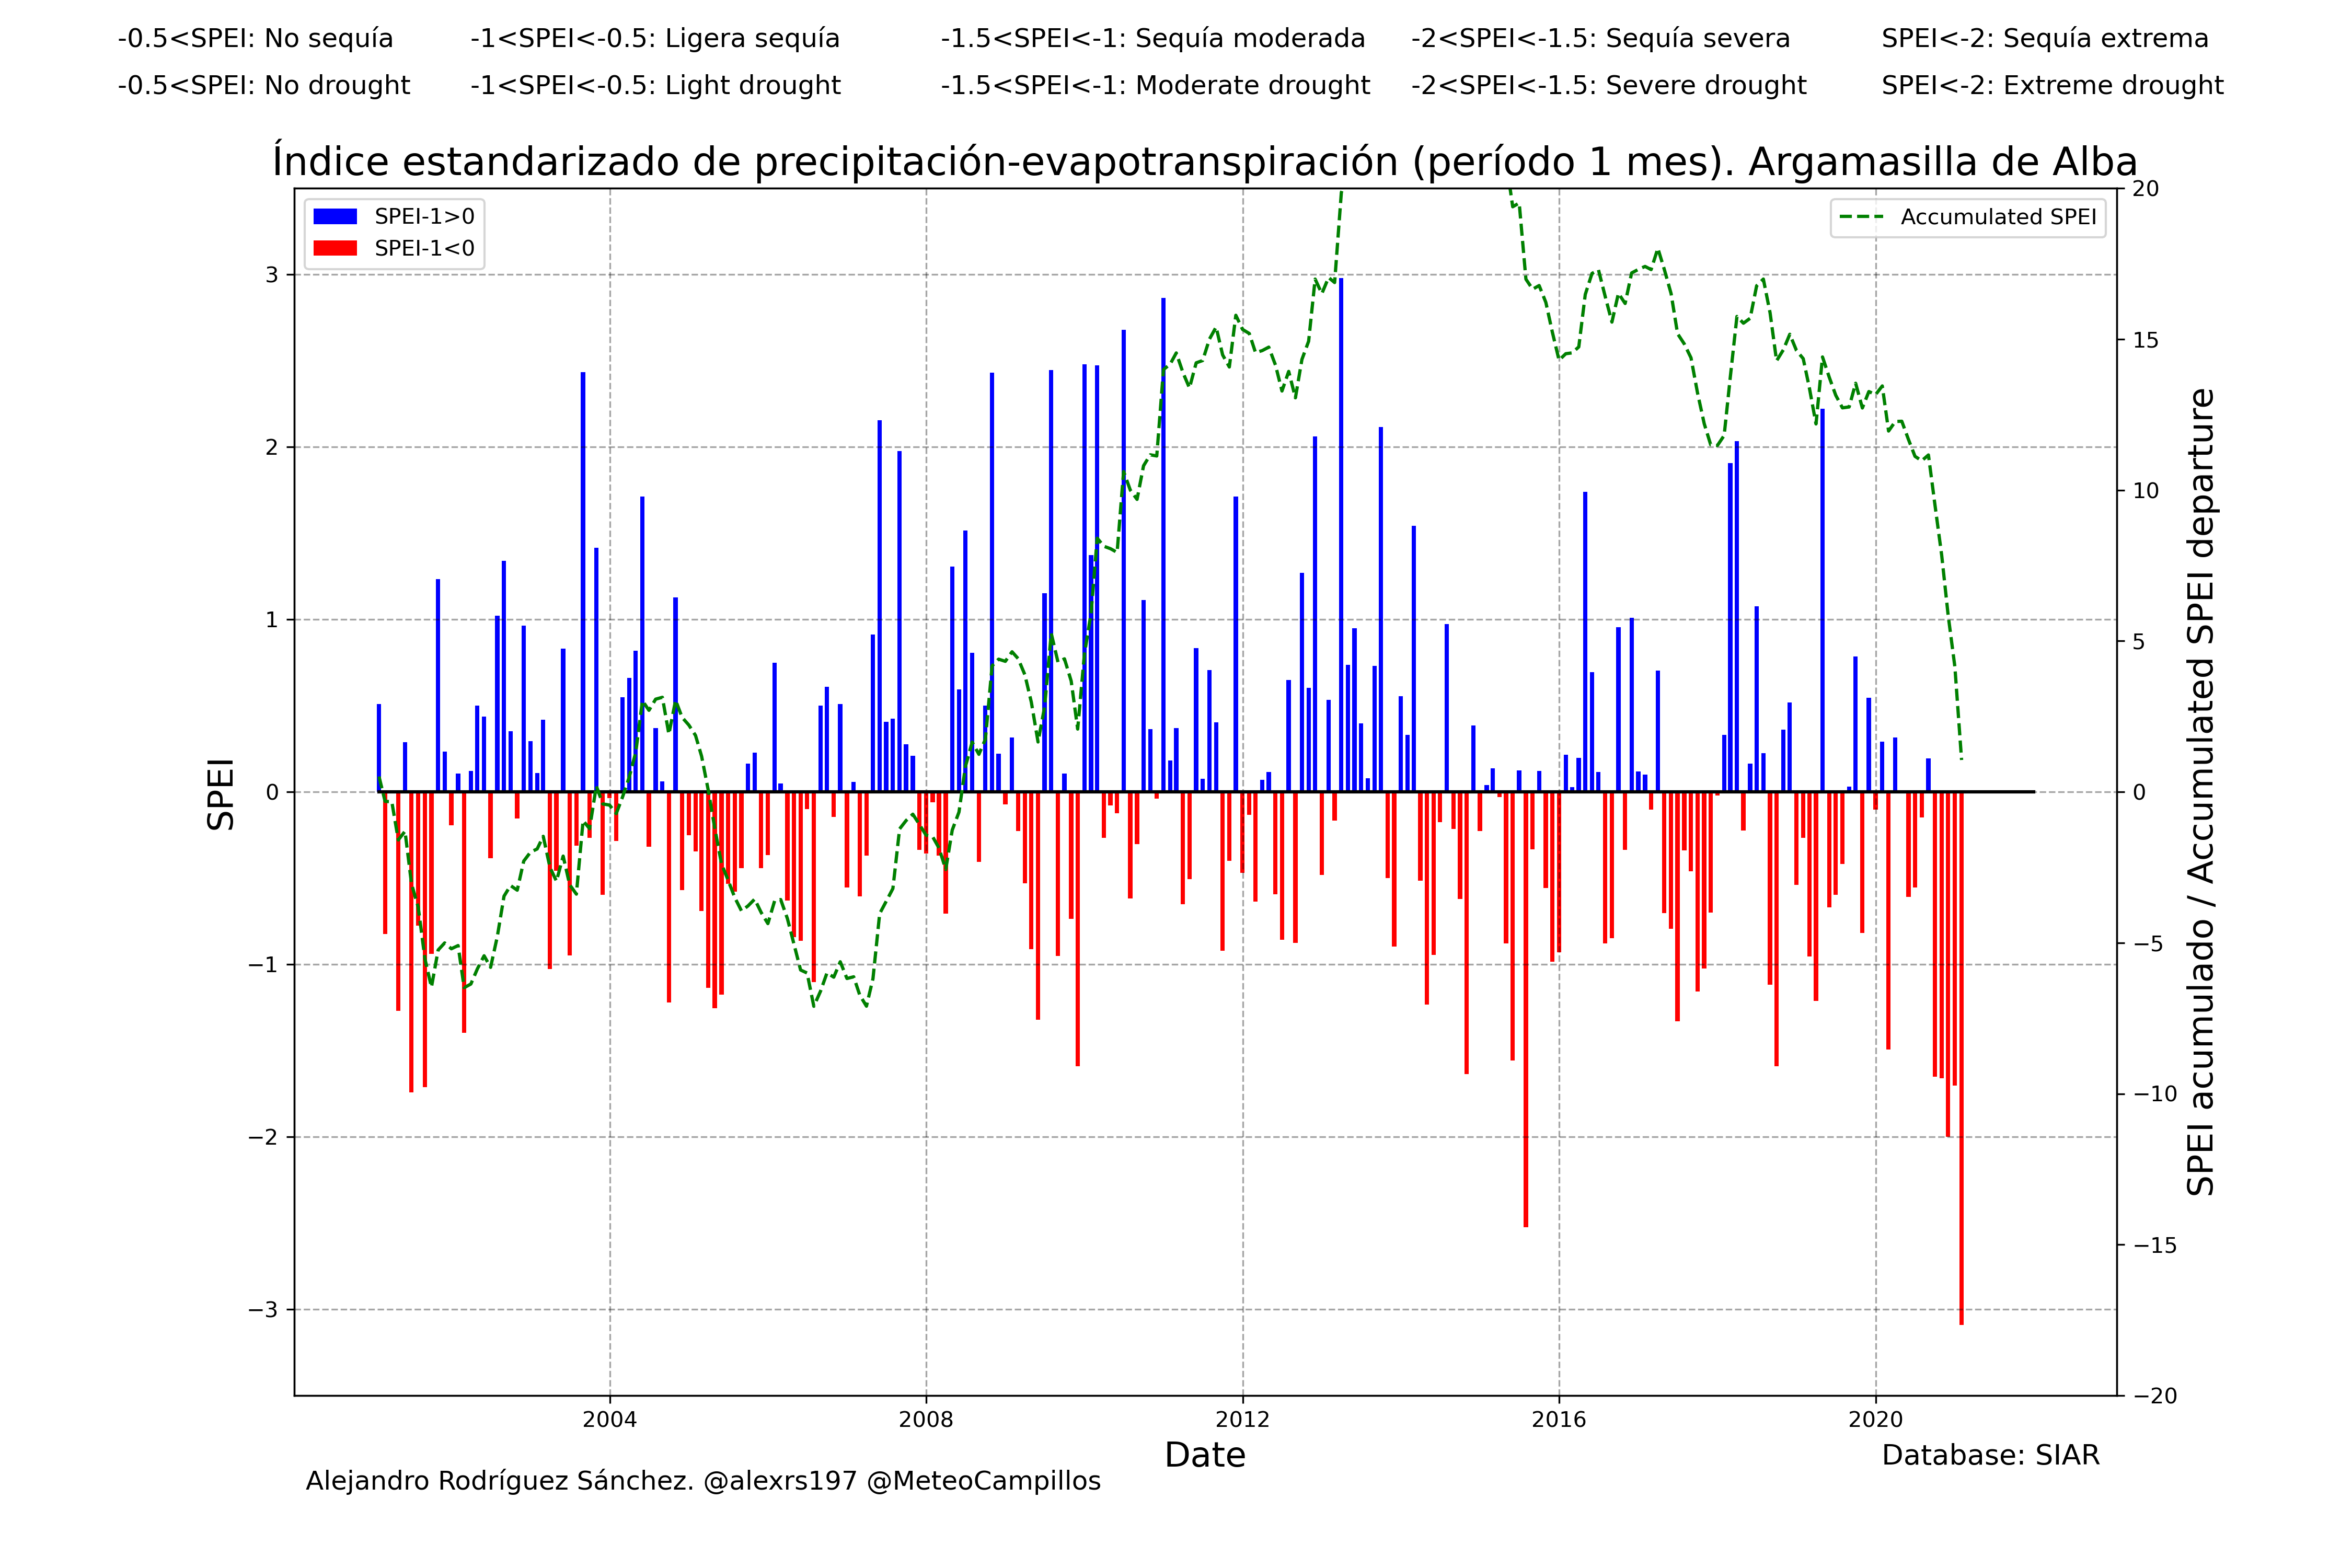 -0.5<SPEI: No sequía -1<SPEI<-0.5: Ligera sequía -1.5<SPEI<-1: Sequía moderada -2<SPEI<-1.5: Sequía severa SPEI<-2: Sequía extrema
-0.5<SPEI: No drought -1<SPEI<-0.5: Light drought -1.5<SPEI<-1: Moderate drought -2<SPEI<-1.5: Severe drought SPEI<-2: Extreme drought
Índice estandarizado de precipitación-evapotranspiración (período 1 mes). Argamasilla de Alba
SPEI-1>0
SPEI-1<0
Accumulated SPEI
SPEI
3
2
1
0
−1
−2
−3
20
15
10
5
0
−5
−10
−15
−20
SPEI acumulado / Accumulated SPEI departure
2004 2008 2012 2016 2020
Date
Database: SIAR
Alejandro Rodríguez Sánchez. @alexrs197 @MeteoCampillos